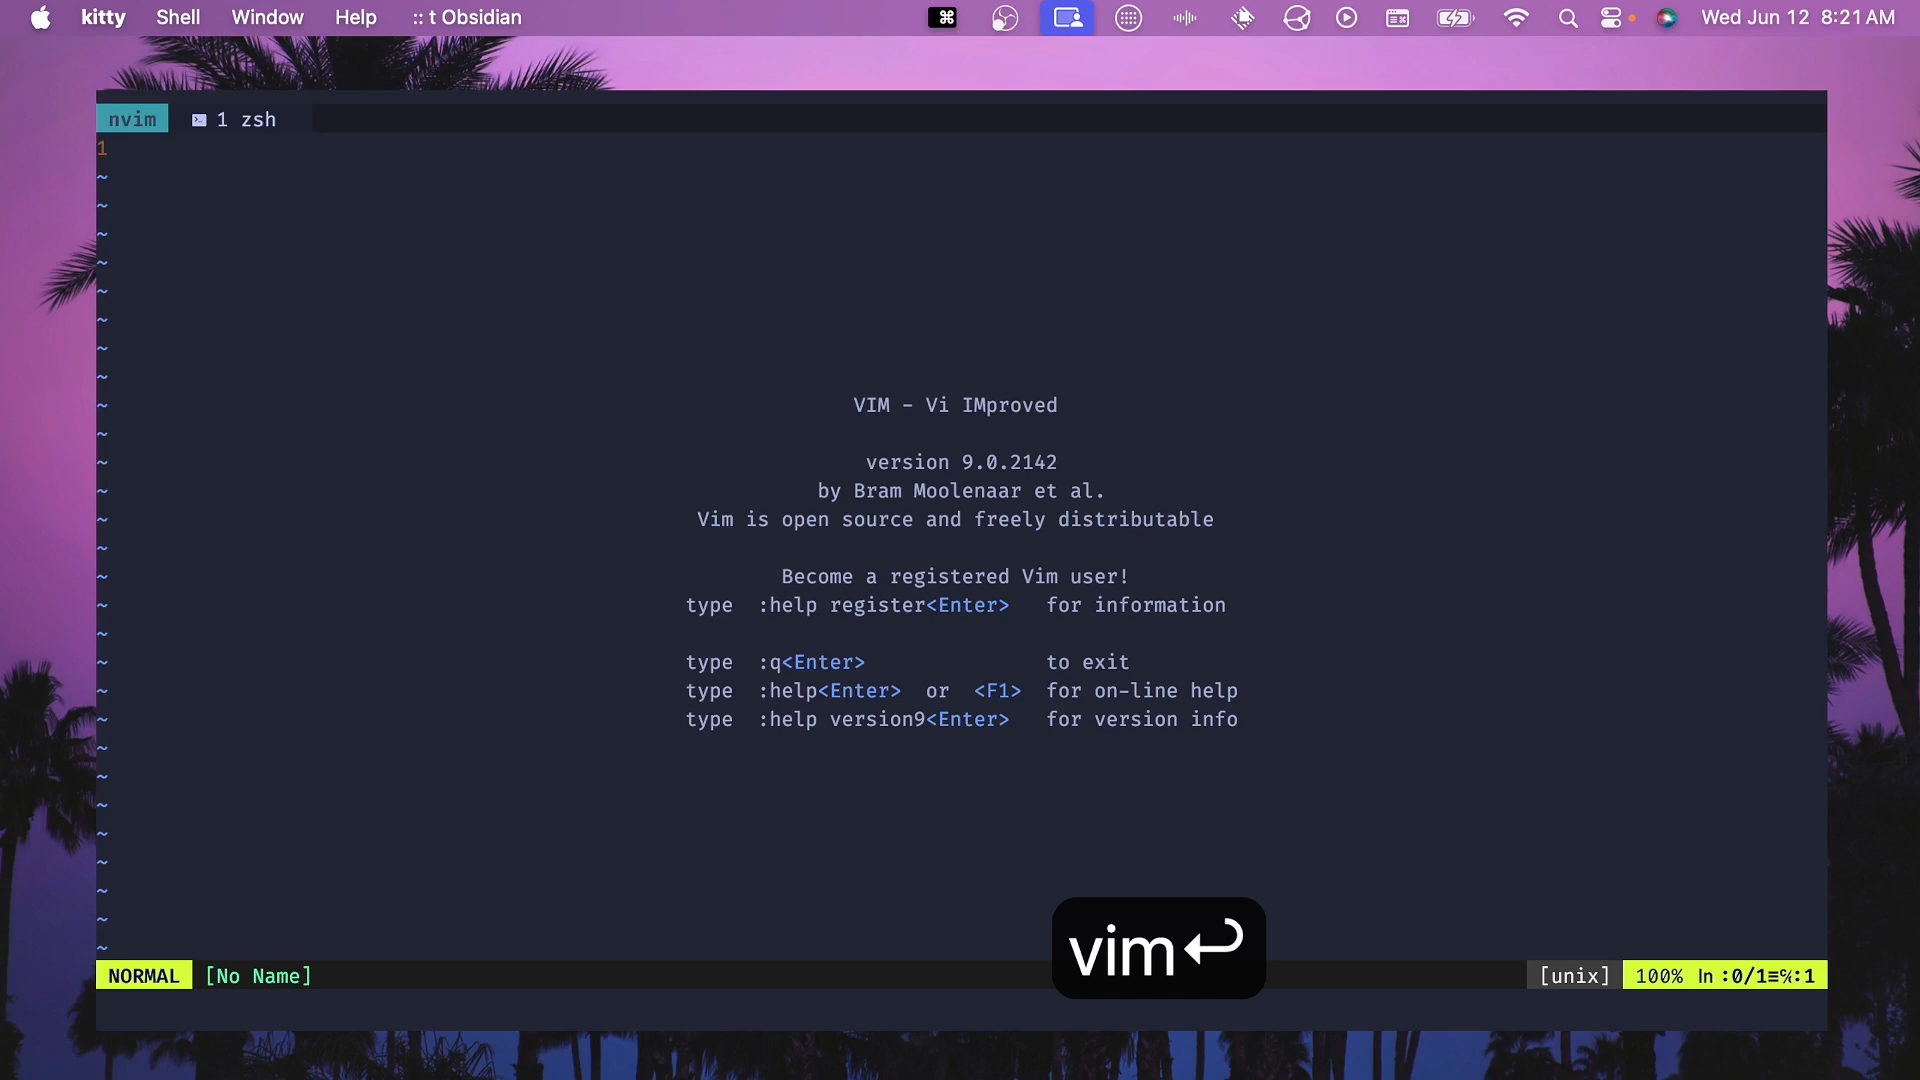 kitty Shell Window Help :: t Obsidian Wed Jun 12 8:21 AM
nvim 1 zsh
1
~
~
~
~
~
~
~
~
~ VIM - Vi IMproved
~
~ version 9.0.2142
~ by Bram Moolenaar et al.
~ Vim is open source and freely distributable
~
~ Become a registered Vim user!
~ type :help register<Enter> for information
~
~ type :q<Enter> to exit
~ type :help<Enter> or <F1> for on-line help
~ type :help version9<Enter> for version info
~
~
~
~
~
~
~
~
vim
NORMAL [No Name] [unix] 100% ln :0/1≡℅:1